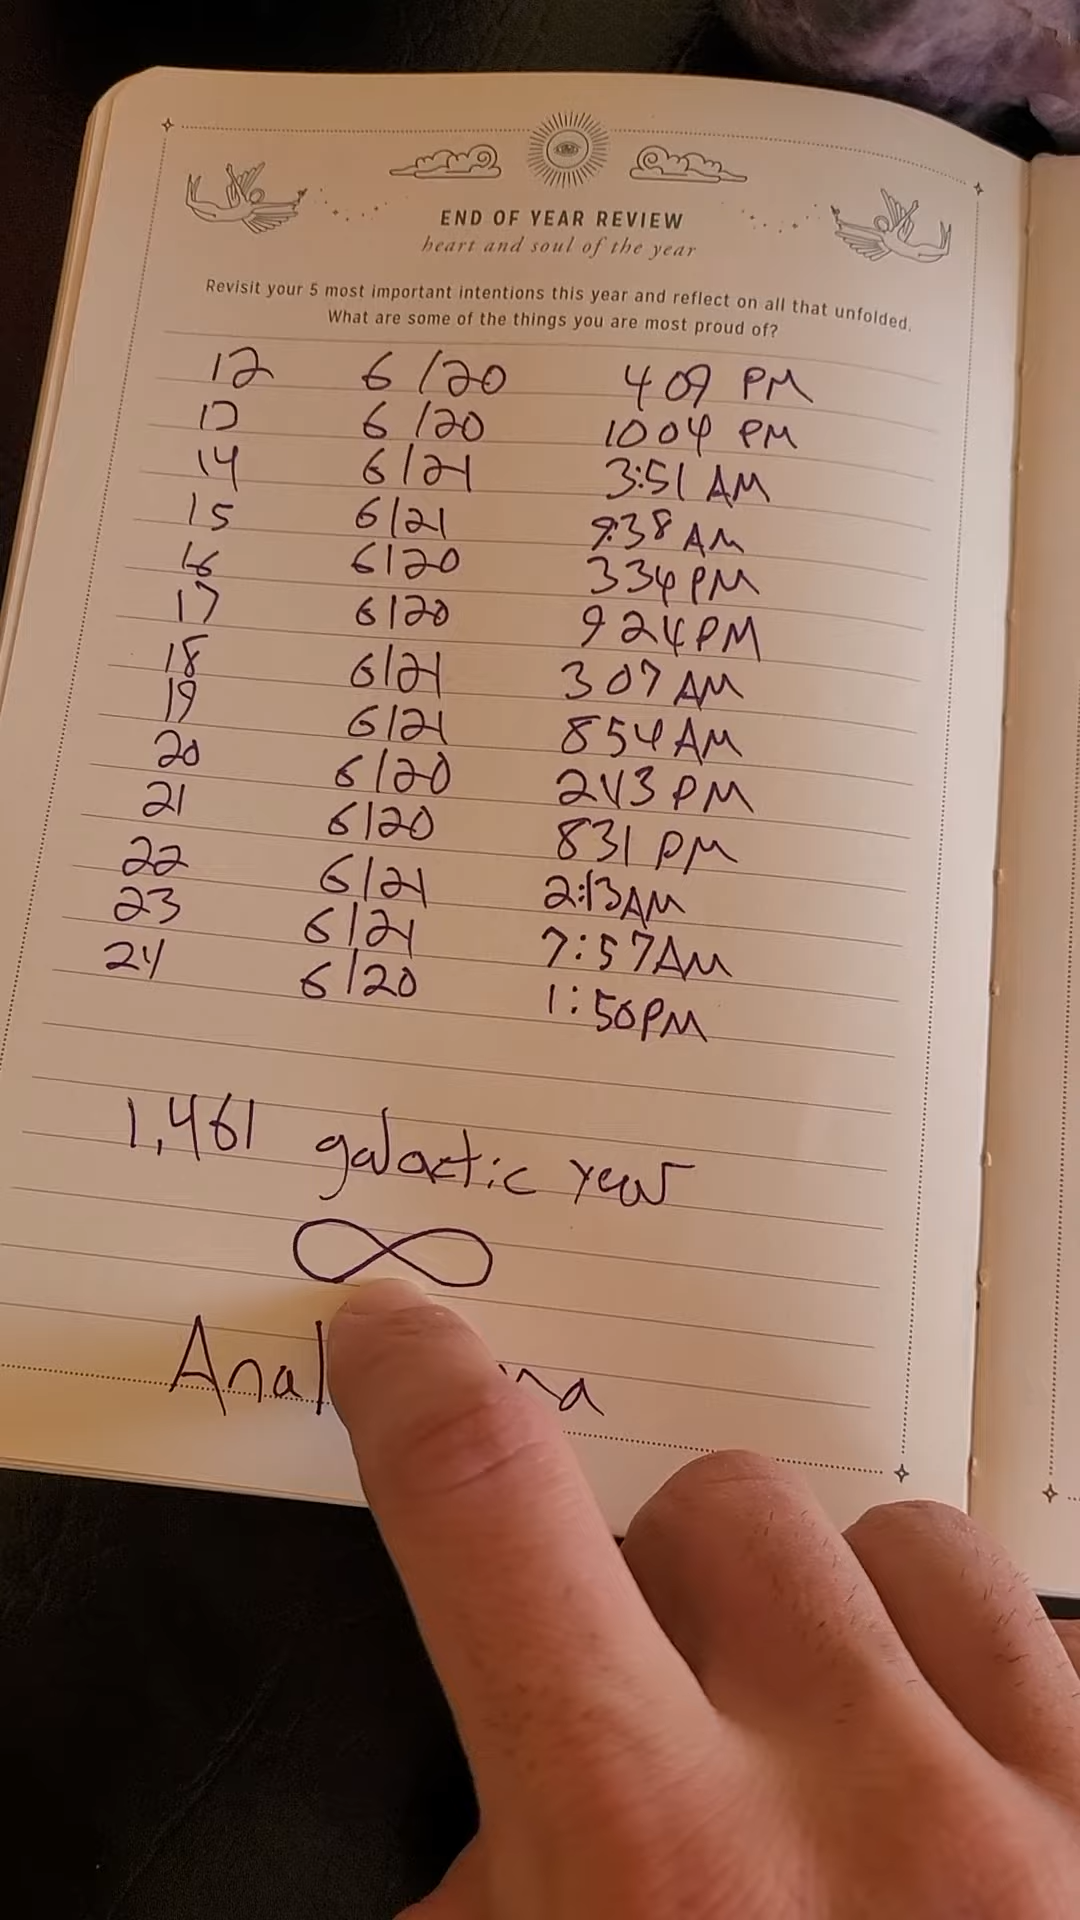 END OF YEAR REVIEW
heart and soul of the year
Revisit your 5 most important intentions this year and reflect on all that unfolded.
What are some of the things you are most proud of?
12 6/20 409 PM
13 6/20 1004 PM
14 6/21 3:51 AM
15 6/21 9:38 AM
16 6/20 334 PM
17 6/20 924 PM
18 6/21 307 AM
19 6/21 854 AM
20 6/20 243 PM
21 6/20 831 PM
22 6/21 2:13 AM
23 6/21 7:57 AM
24 6/20 1:50 PM
1,461 galactic year
∞